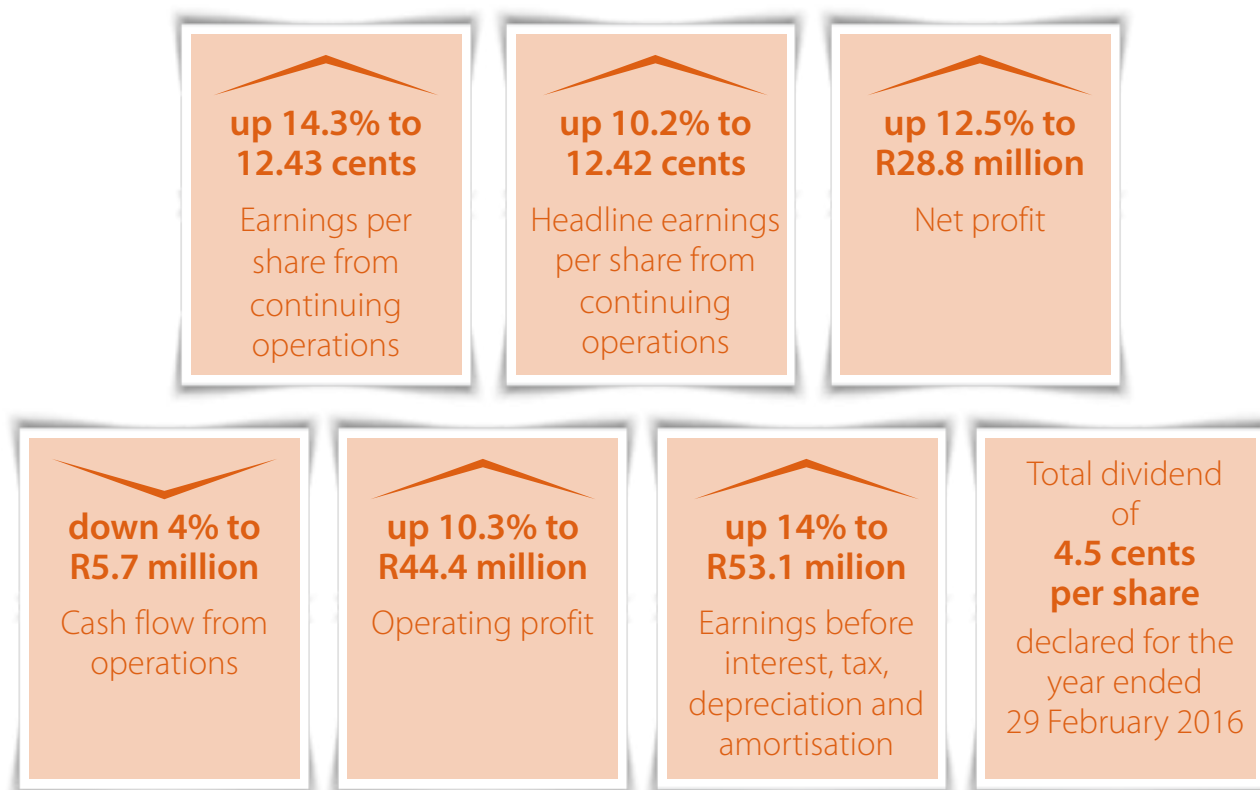 up 14.3% to
12.43 cents
Earnings per
share from
continuing
operations
up 10.2% to
12.42 cents
Headline earnings
per share from
continuing
operations
up 12.5% to
R28.8 million
Net profit
down 4% to
R5.7 million
Cash flow from
operations
up 10.3% to
R44.4 million
Operating profit
up 14% to
R53.1 milion
Earnings before
interest, tax,
depreciation and
amortisation
Total dividend
of
4.5 cents
per share
declared for the
year ended
29 February 2016